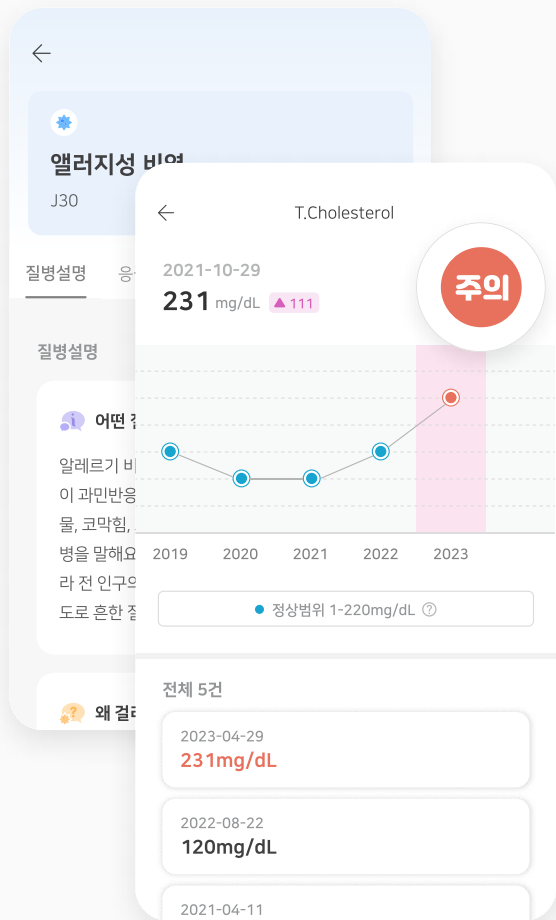 앨러지성 비염
J30
질병설명
질병설명
어떤
알레르기 비
이 과민반응
물, 코막힘,
병을 말해요
라 전 인구의
도로 흔한 질
왜 걸리
T.Cholesterol
2021-10-29
231 mg/dL ▲ 111
주의
2019 2020 2021 2022 2023
정상범위 1-220mg/dL ?
전체 5건
2023-04-29
231mg/dL
2022-08-22
120mg/dL
2021-04-11